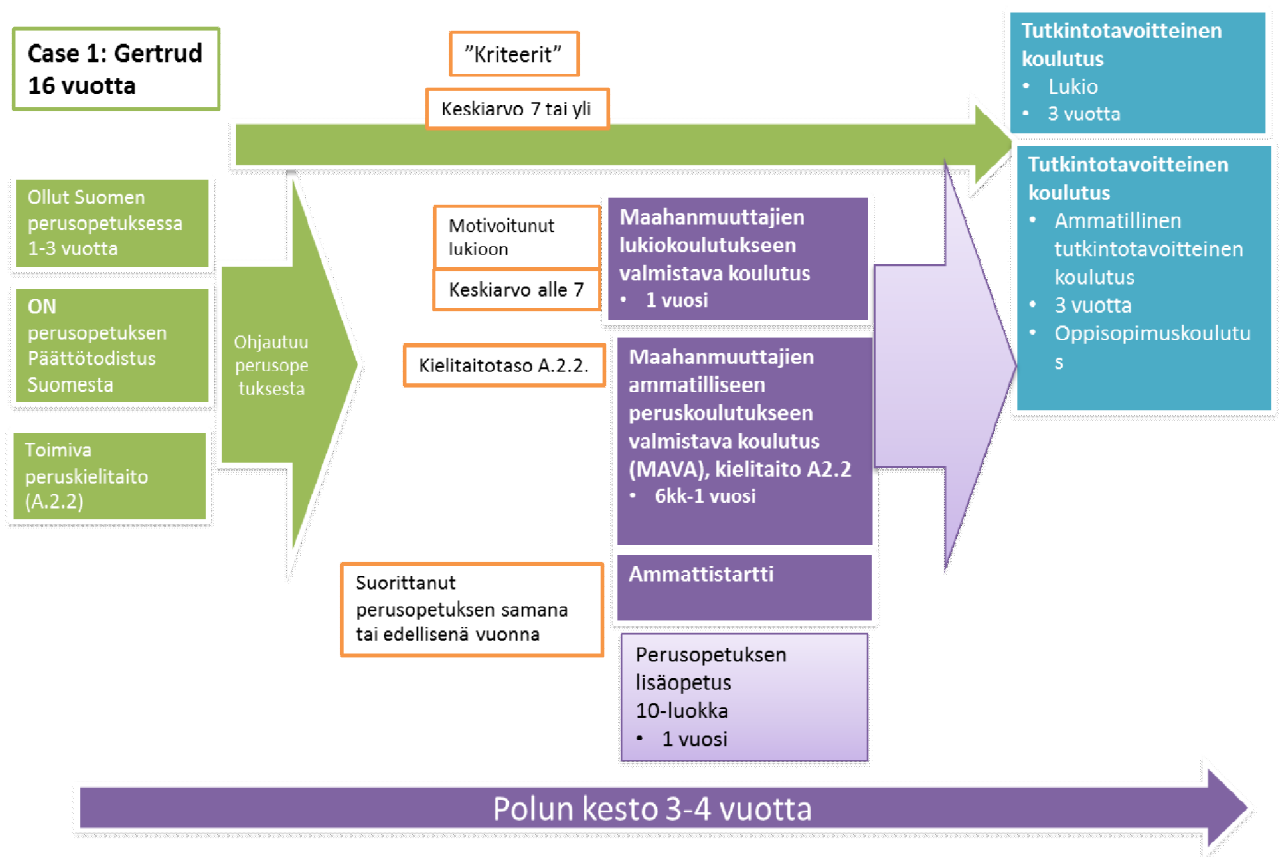 Case 1: Gertrud
16 vuotta
”Kriteerit”
Keskiarvo 7 tai yli
Tutkintotavoitteinen
koulutus
• Lukio
• 3 vuotta
Ollut Suomen
perusopetuksessa
1-3 vuotta
ON
perusopetuksen
Päättötodistus
Suomesta
Toimiva
peruskielitaito
(A.2.2)
Ohjautuu
perusope
tuksesta
Motivoitunut
lukioon
Keskiarvo alle 7
Maahanmuuttajien
lukiokoulutukseen
valmistava koulutus
• 1 vuosi
Kielitaitotaso A.2.2.
Maahanmuuttajien
ammatilliseen
peruskoulutukseen
valmistava koulutus
(MAVA), kielitaito A2.2
• 6kk-1 vuosi
Suorittanut
perusopetuksen samana
tai edellisenä vuonna
Ammattistartti
Perusopetuksen
lisäopetus
10-luokka
• 1 vuosi
Tutkintotavoitteinen
koulutus
• Ammatillinen
tutkintotavoitteinen
koulutus
• 3 vuotta
• Oppisopimuskoulutu
s
Polun kesto 3-4 vuotta